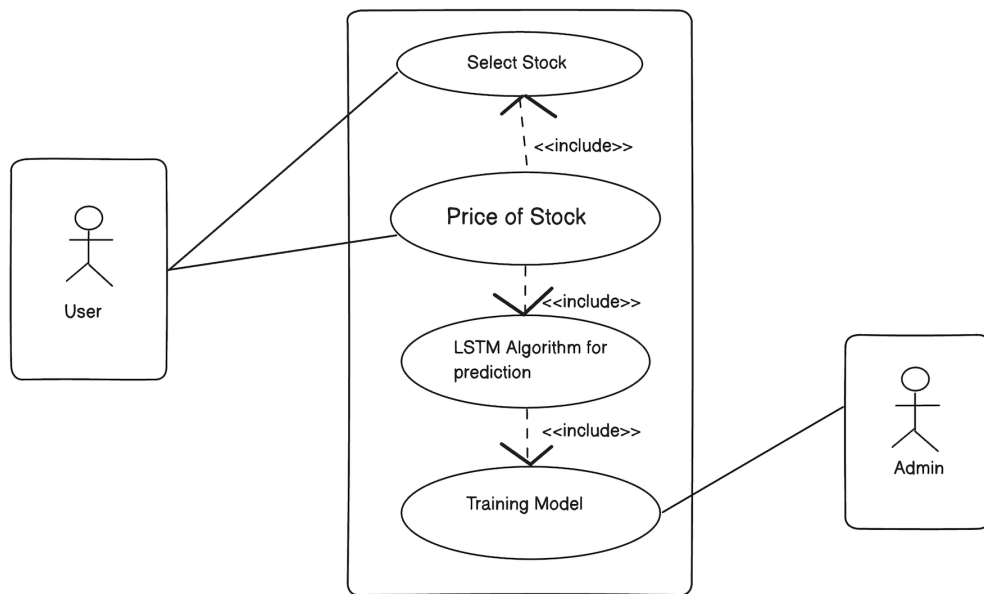 Select Stock
<<include>>
Price of Stock
User
<<include>>
LSTM Algorithm for
prediction
<<include>>
Admin
Training Model